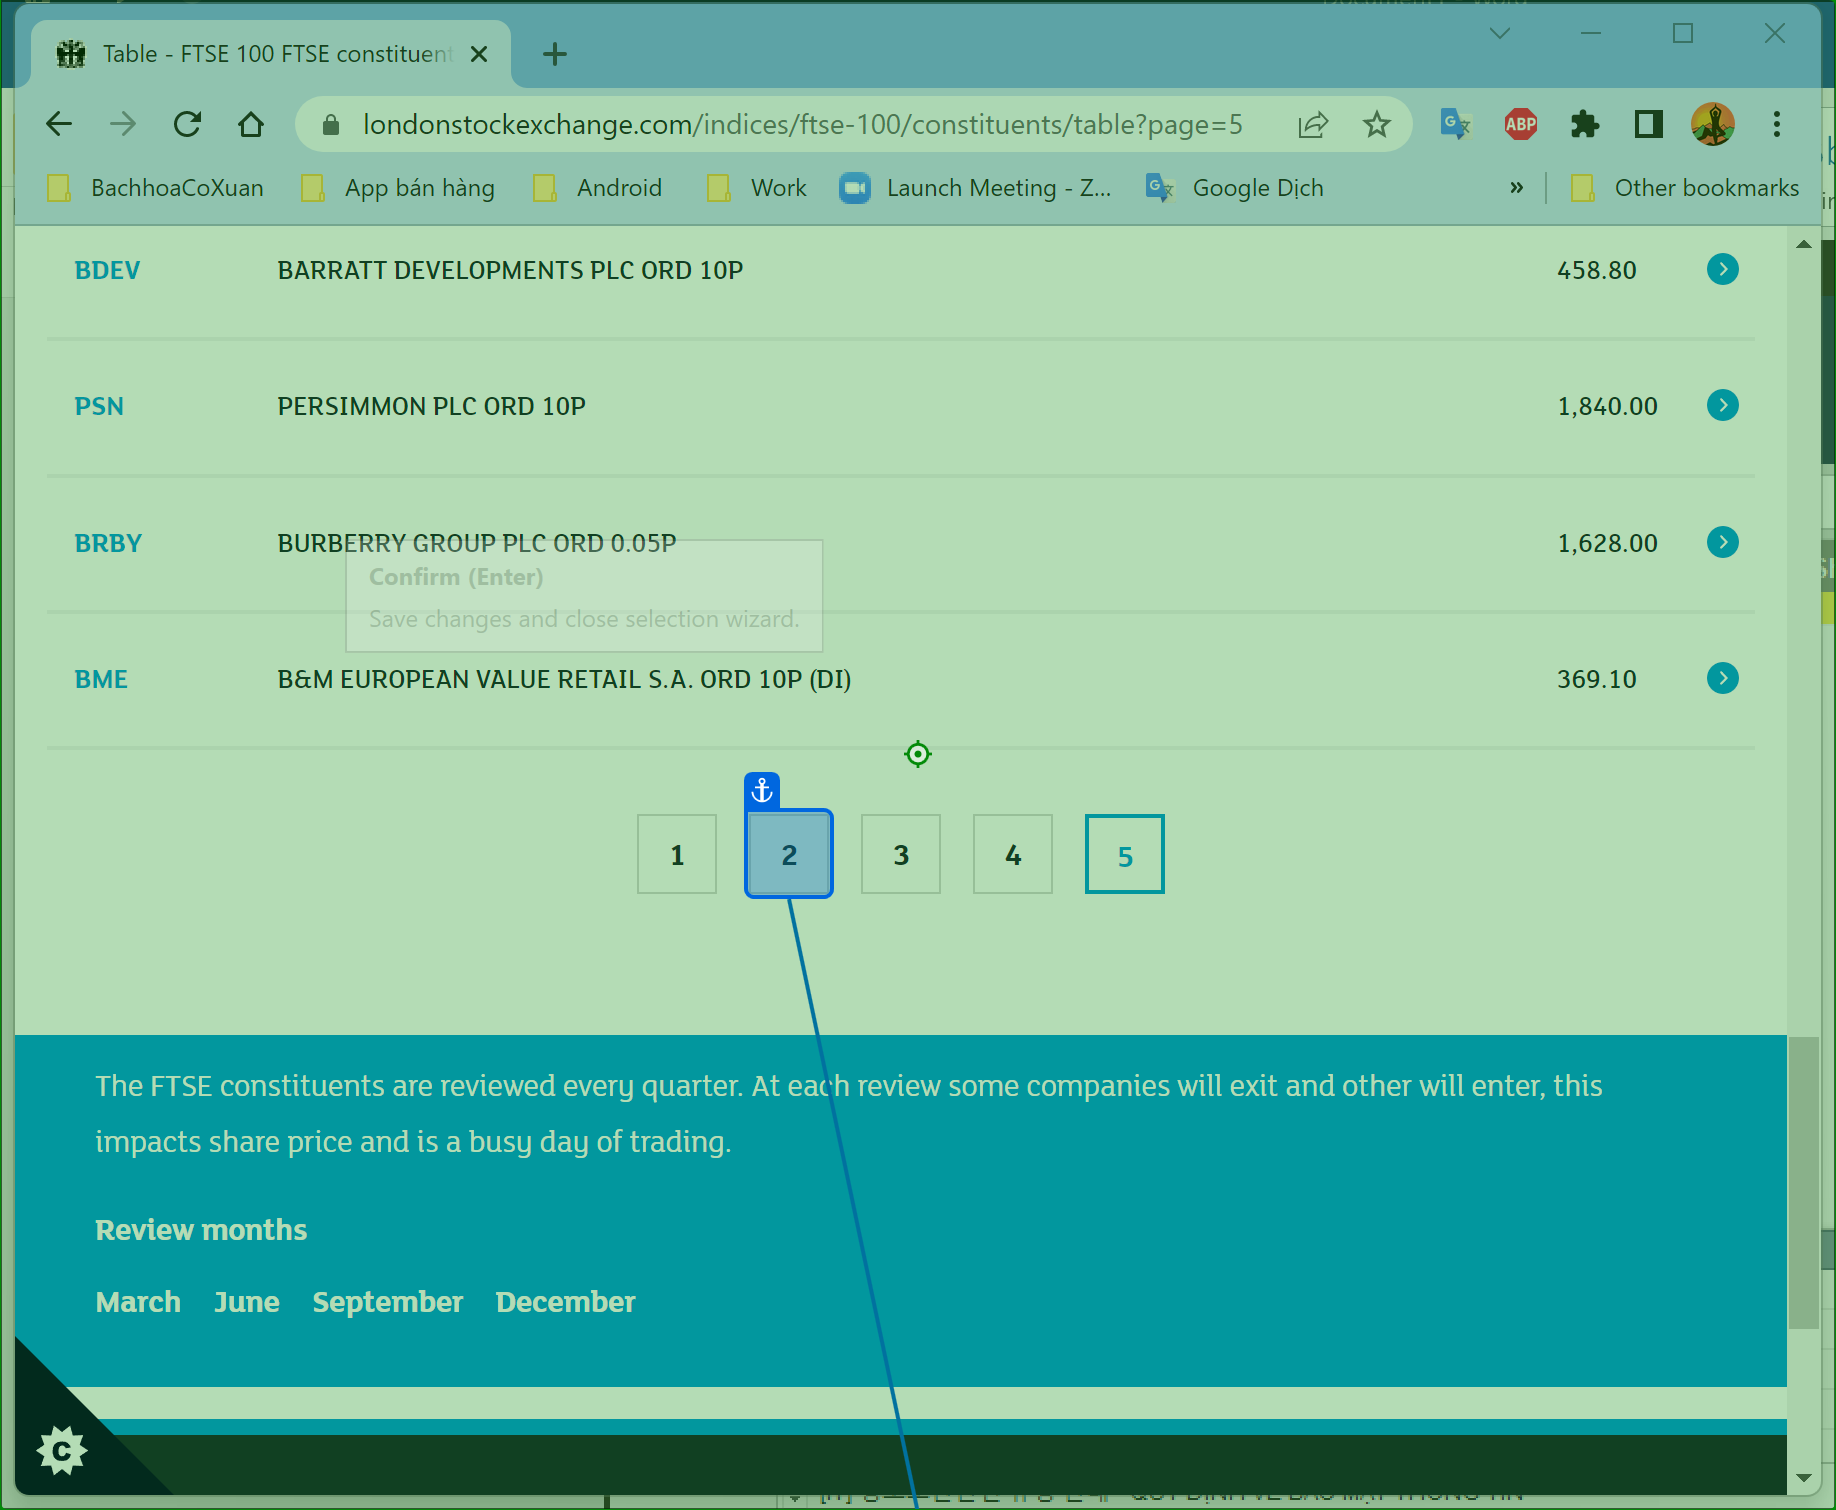 Table - FTSE 100 FTSE constituent
londonstockexchange.com/indices/ftse-100/constituents/table?page=5
ABP
BachhoaCoXuan App bán hàng Android Work Launch Meeting - Z... Google Dịch » Other bookmarks
BDEV BARRATT DEVELOPMENTS PLC ORD 10P 458.80
PSN PERSIMMON PLC ORD 10P 1,840.00
BRBY BURBERRY GROUP PLC ORD 0.05P 1,628.00
Confirm (Enter)
Save changes and close selection wizard.
BME B&M EUROPEAN VALUE RETAIL S.A. ORD 10P (DI) 369.10
1 2 3 4 5
The FTSE constituents are reviewed every quarter. At each review some companies will exit and other will enter, this
impacts share price and is a busy day of trading.
Review months
March June September December
C